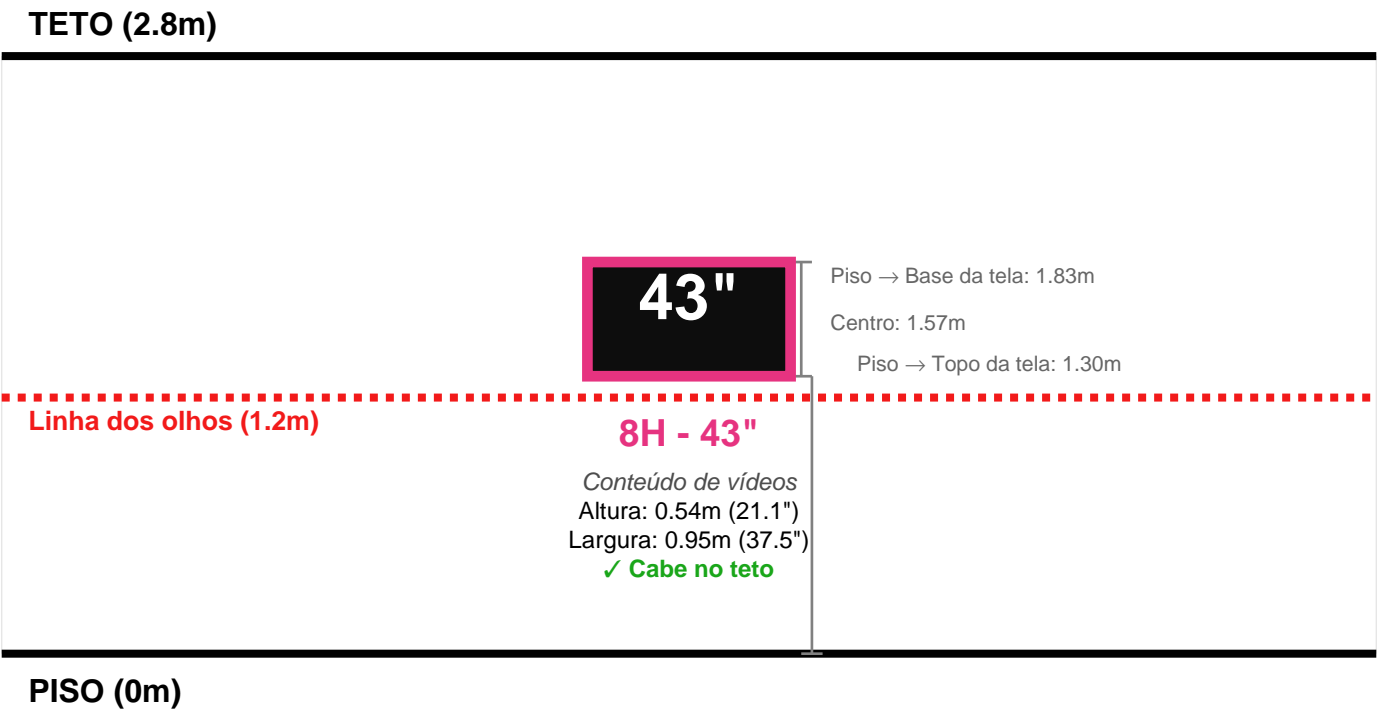 TETO (2.8m)
43"
Piso → Base da tela: 1.83m
Centro: 1.57m
Piso → Topo da tela: 1.30m
Linha dos olhos (1.2m)
8H - 43"
Conteúdo de vídeos
Altura: 0.54m (21.1")
Largura: 0.95m (37.5")
✓ Cabe no teto
PISO (0m)